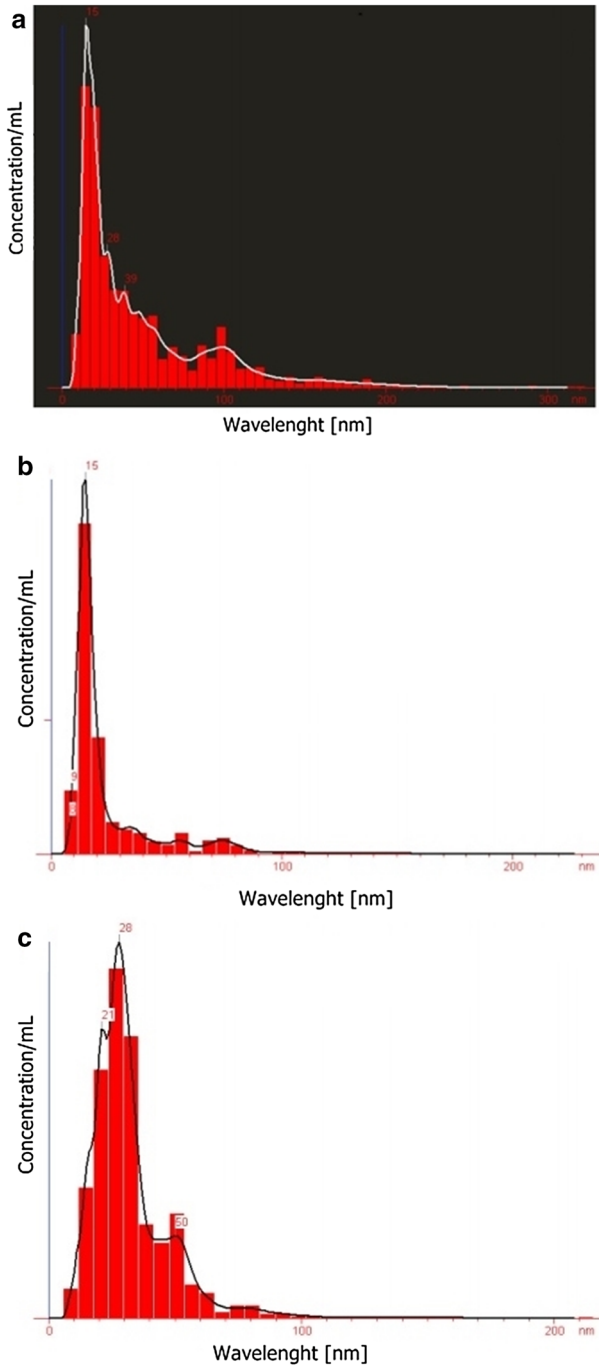 a
15
Concentration/mL
28
39
0 100 200 300 nm
Wavelenght [nm]
b
15
Concentration/mL
9
8
0 100 200 nm
Wavelenght [nm]
c
28
21
Concentration/mL
50
0 100 200 nm
Wavelenght [nm]